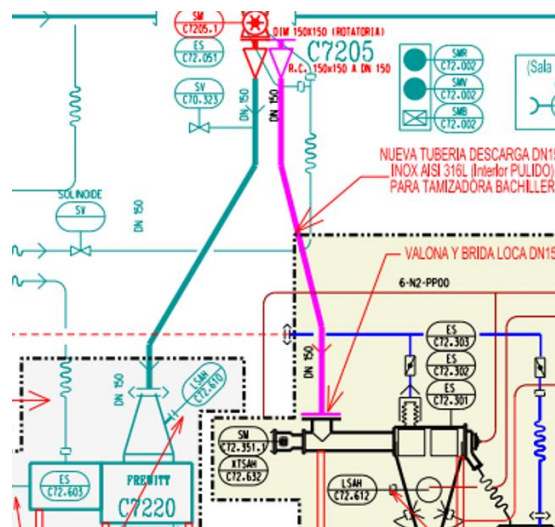 SM
C7205.1
DIM 150x150 (ROTATORIA)
C7205
ES
C72.051
R.C. 150x150 A DN 150
SMR
C72.002
SMV
C72.002
SMB
C72.002
(Sala
SV
C70.323
DN 150
DN 150
NUEVA TUBERIA DESCARGA DN15
INOX AISI 316L (Interior PULIDO)
PARA TAMIZADORA BACHILLER
SOLINOIDE
SV
DN 150
VALONA Y BRIDA LOCA DN15
6-N2-PP00
ES
C72.303
ES
C72.302
ES
C72.301
DN 150
DN 150
LSAH
C72.610
SM
C72.351.1
XTSAH
C72.632
LSAH
C72.612
ES
C72.603
PREWITT
C7220